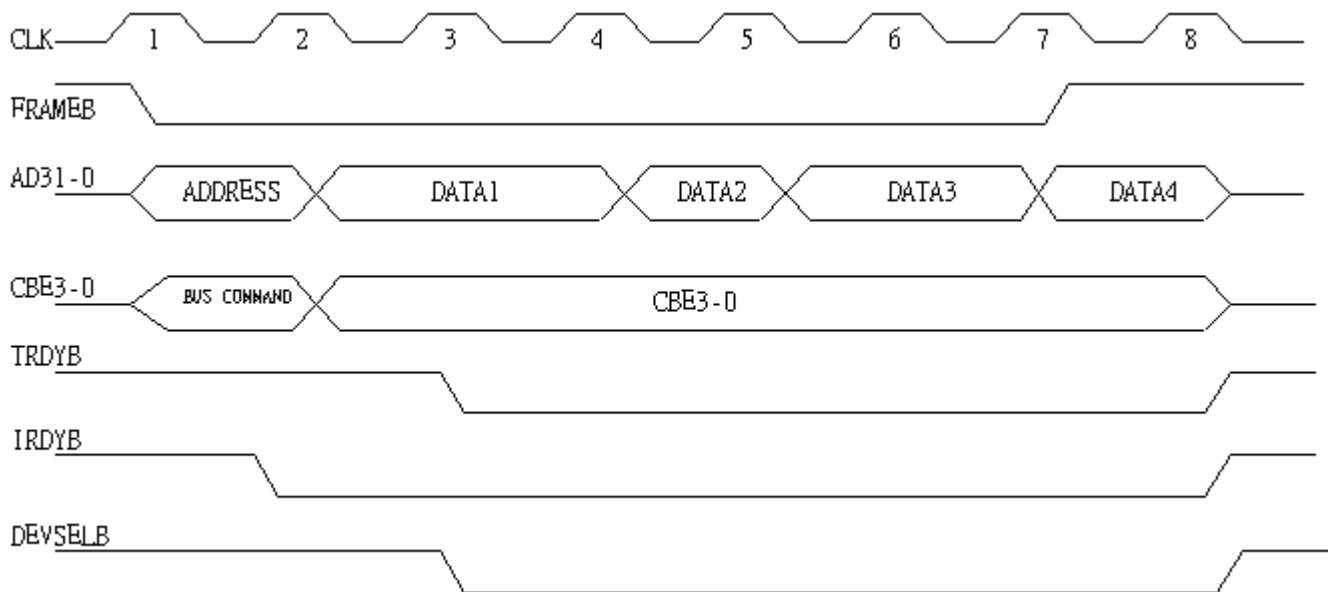 CLK 1 2 3 4 5 6 7 8
FRAMEB
AD31-0 ADDRESS DATA1 DATA2 DATA3 DATA4
CBE3-0 BUS COMMAND CBE3-0
TRDYB
IRDYB
DEVSELB